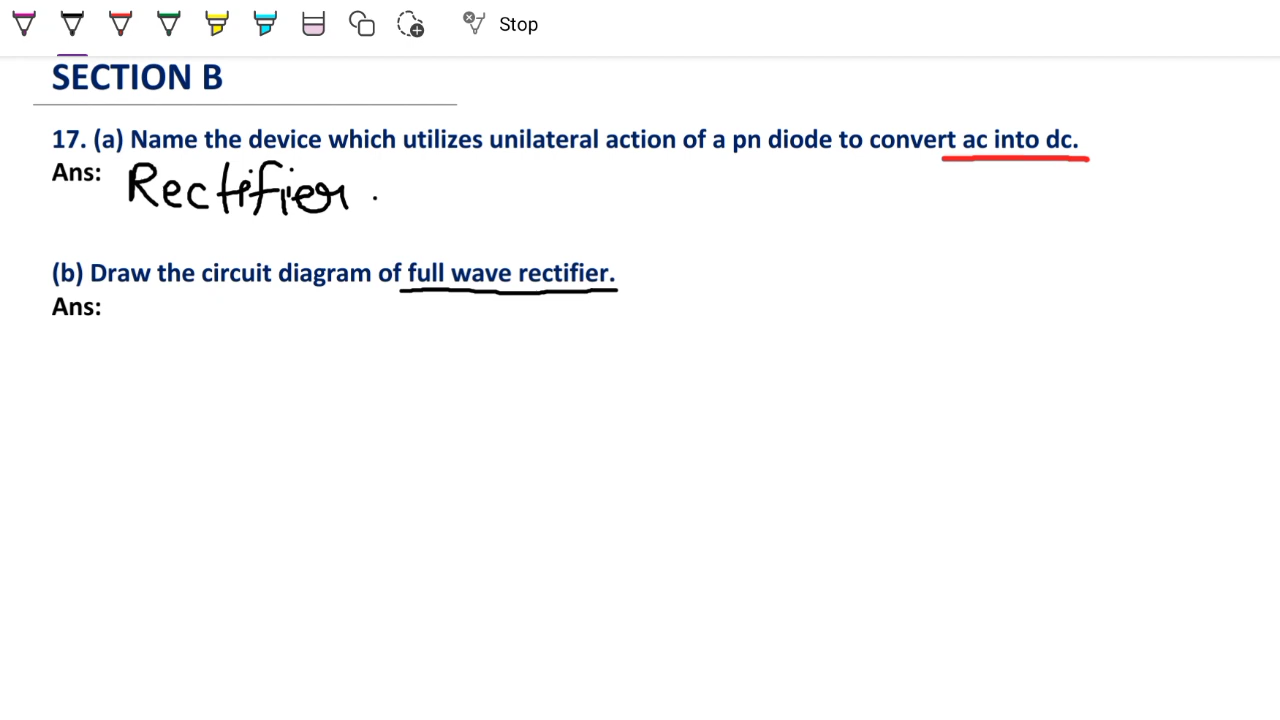 Stop
SECTION B
17. (a) Name the device which utilizes unilateral action of a pn diode to convert ac into dc.
Ans: Rectifier .
(b) Draw the circuit diagram of full wave rectifier.
Ans: